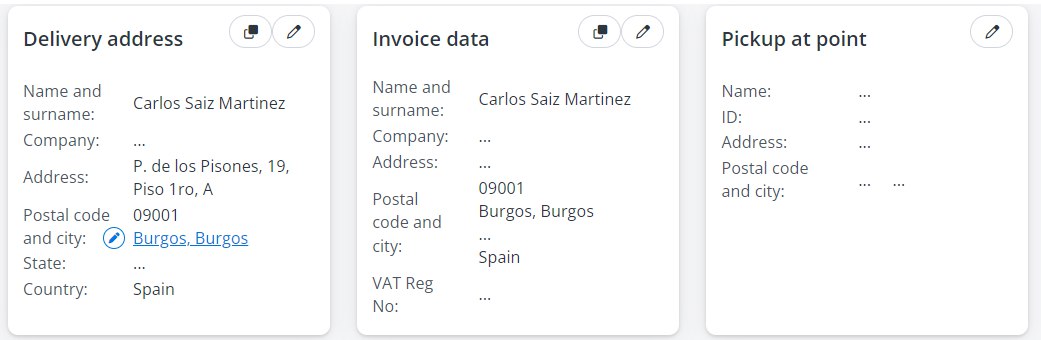 Delivery address
Name and
surname:
Carlos Saiz Martinez
Company:
...
Address:
P. de los Pisones, 19,
Piso 1ro, A
Postal code
and city:
09001
Burgos, Burgos
State:
...
Country:
Spain
Invoice data
Name and
surname:
Carlos Saiz Martinez
Company:
...
Address:
...
Postal
code and
city:
09001
Burgos, Burgos
...
Spain
VAT Reg
No:
...
Pickup at point
Name:
...
ID:
...
Address:
...
Postal code
and city:
... ...